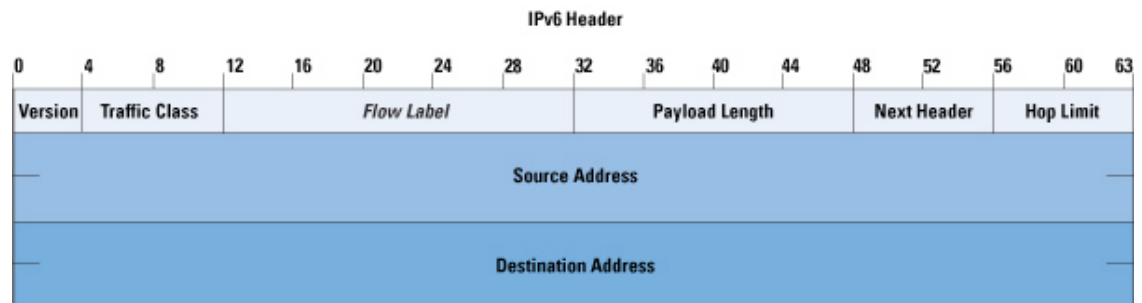 IPv6 Header
0 4 8 12 16 20 24 28 32 36 40 44 48 52 56 60 63
Version Traffic Class Flow Label Payload Length Next Header Hop Limit
Source Address
Destination Address